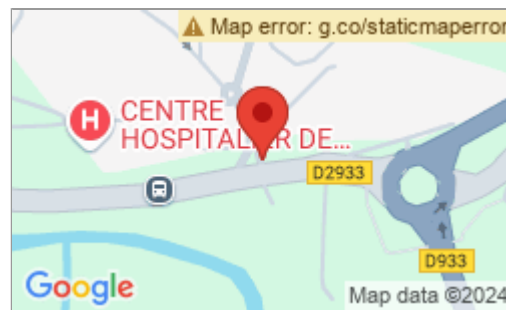 Map error: g.co/staticmaperror
H
CENTRE
HOSPITALIER DE...
D2933
D933
Google
Map data ©2024